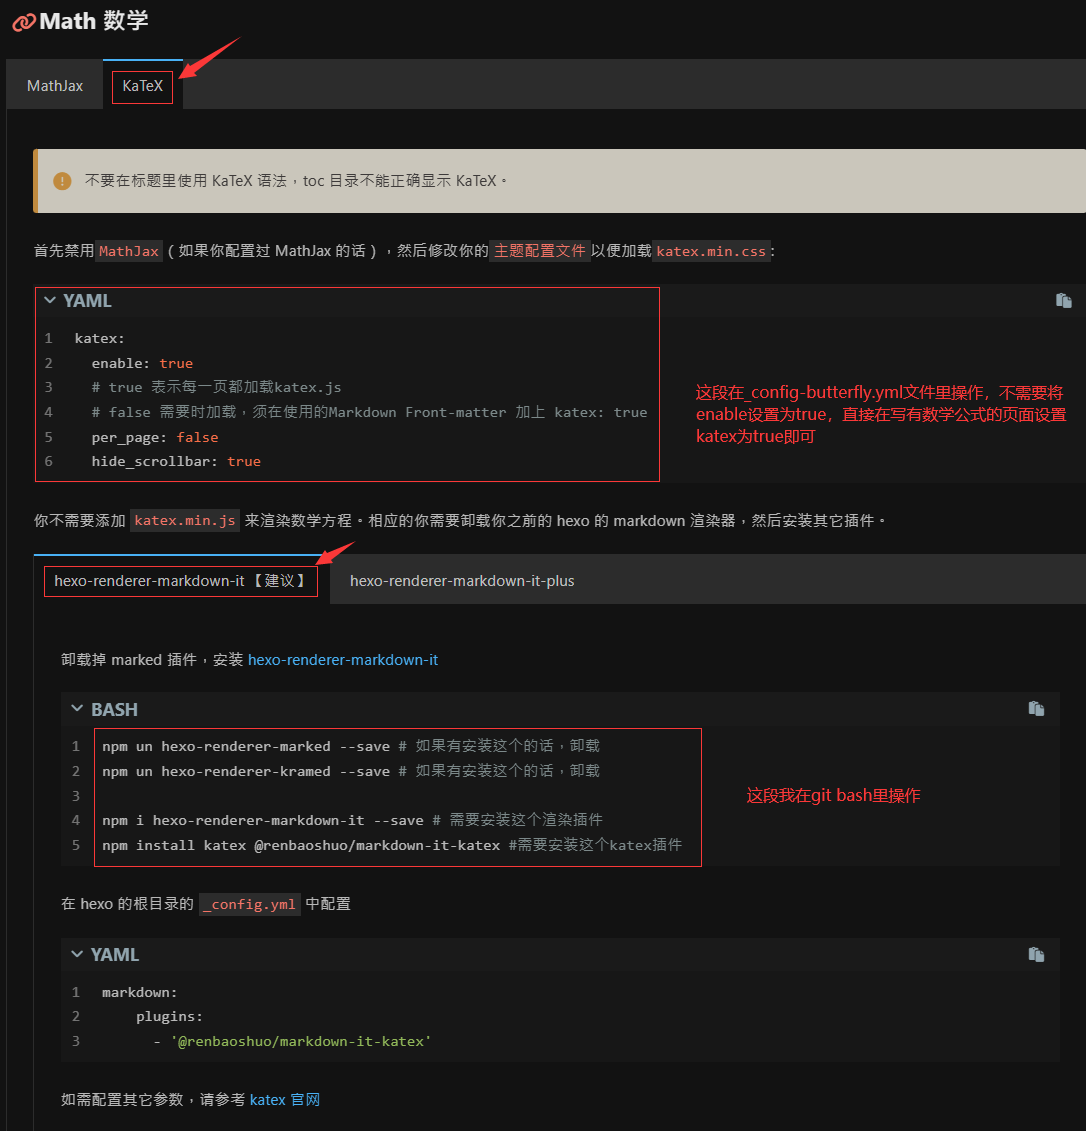 Math 数学
MathJax
KaTeX
不要在标题里使用 KaTeX 语法，toc 目录不能正确显示 KaTeX。
首先禁用 MathJax（如果你配置过 MathJax 的话），然后修改你的 主题配置文件 以便加载 katex.min.css：
YAML
1 katex:
2 enable: true
3 # true 表示每一页都加载katex.js
4 # false 需要时加载，须在使用的Markdown Front-matter 加上 katex: true
5 per_page: false
6 hide_scrollbar: true
这段在_config-butterfly.yml文件里操作，不需要将
enable设置为true，直接在写有数学公式的页面设置
katex为true即可
你不需要添加 katex.min.js 来渲染数学方程。相应的你需要卸载你之前的 hexo 的 markdown 渲染器，然后安装其它插件。
hexo-renderer-markdown-it【建议】
hexo-renderer-markdown-it-plus
卸载掉 marked 插件，安装 hexo-renderer-markdown-it
BASH
1 npm un hexo-renderer-marked --save # 如果有安装这个的话，卸载
2 npm un hexo-renderer-kramed --save # 如果有安装这个的话，卸载
3
4 npm i hexo-renderer-markdown-it --save # 需要安装这个渲染插件
5 npm install katex @renbaoshuo/markdown-it-katex #需要安装这个katex插件
这段我在git bash里操作
在 hexo 的根目录的 _config.yml 中配置
YAML
1 markdown:
2 plugins:
3 - '@renbaoshuo/markdown-it-katex'
如需配置其它参数，请参考 katex 官网